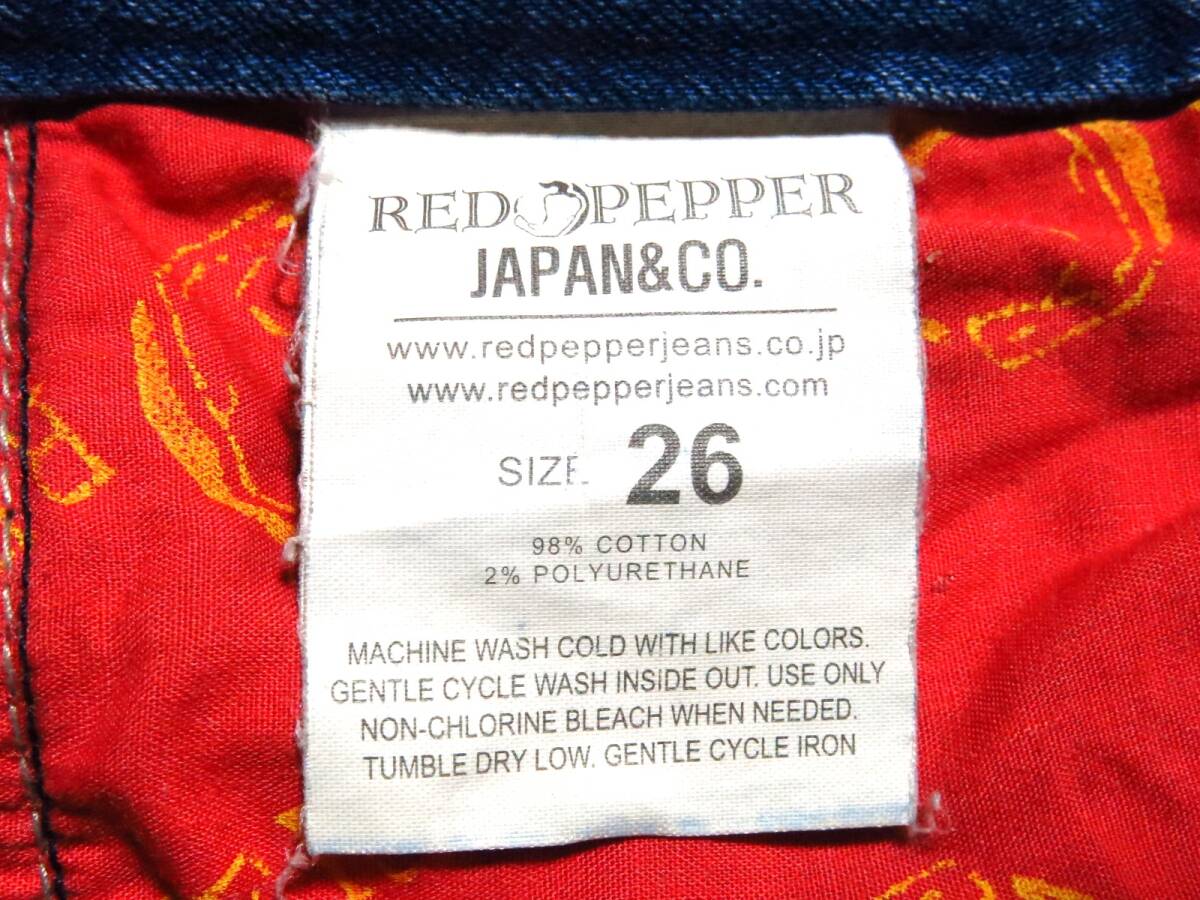 RED PEPPER
JAPAN&CO.
www.redpepperjeans.co.jp
www.redpepperjeans.com
SIZE 26
98% COTTON
2% POLYURETHANE
MACHINE WASH COLD WITH LIKE COLORS.
GENTLE CYCLE WASH INSIDE OUT. USE ONLY
NON-CHLORINE BLEACH WHEN NEEDED.
TUMBLE DRY LOW. GENTLE CYCLE IRON